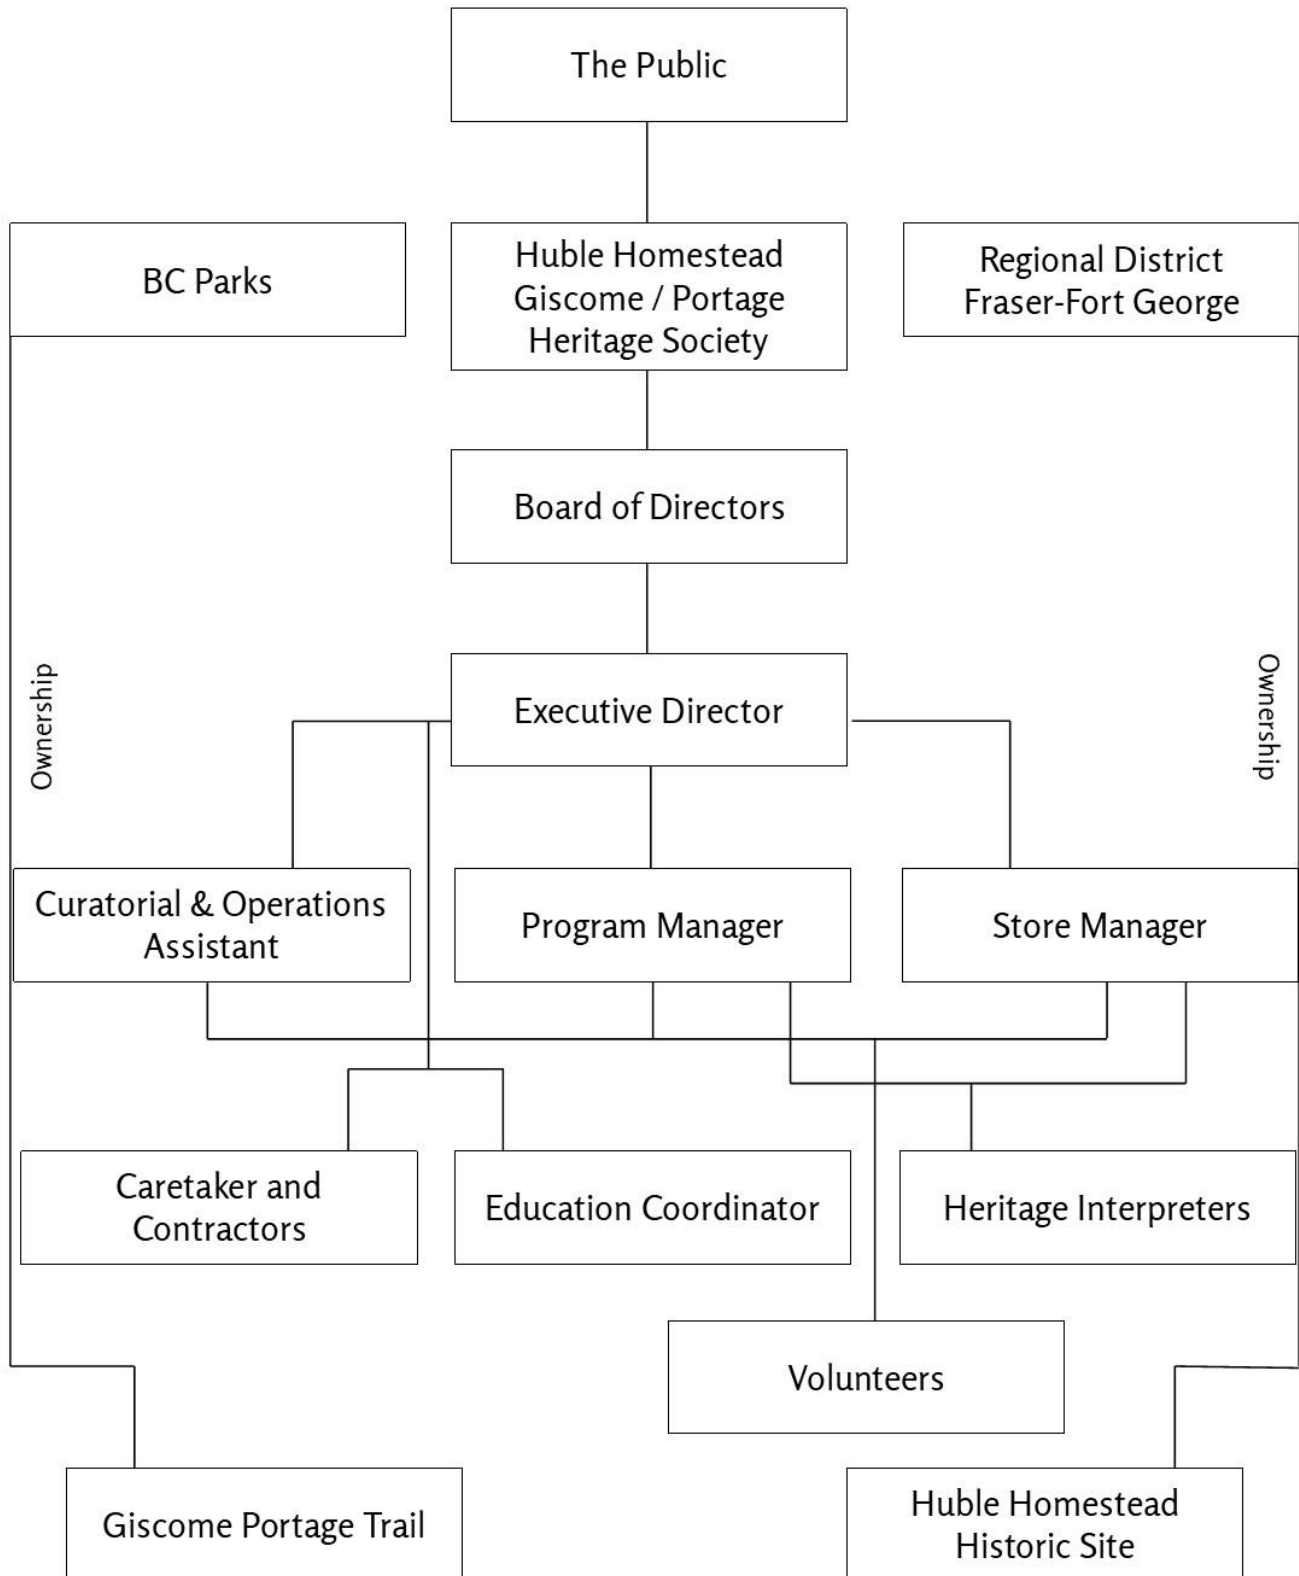 The Public
BC Parks
Huble Homestead
Giscome / Portage
Heritage Society
Regional District
Fraser-Fort George
Board of Directors
Executive Director
Ownership
Ownership
Curatorial & Operations
Assistant
Program Manager
Store Manager
Caretaker and
Contractors
Education Coordinator
Heritage Interpreters
Volunteers
Giscome Portage Trail
Huble Homestead
Historic Site